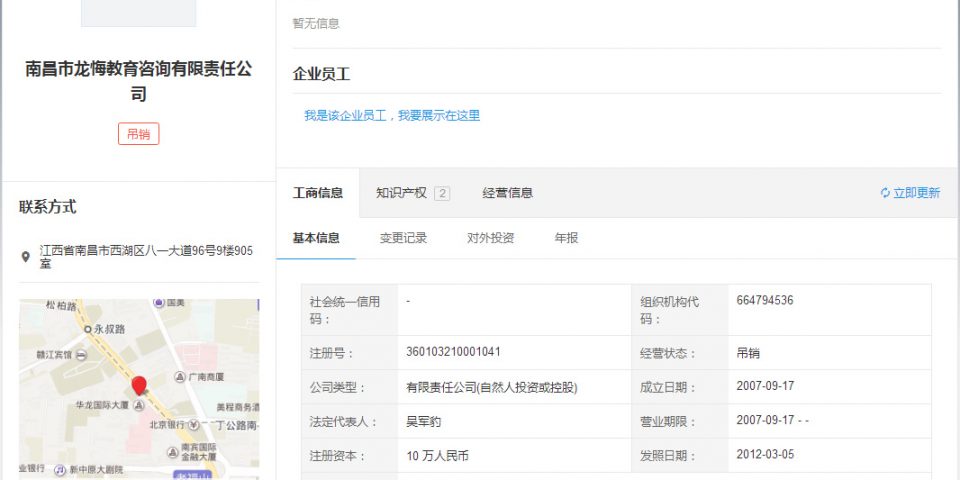 南昌市龙悔教育咨询有限责任公
司
吊销
联系方式
江西省南昌市西湖区八一大道96号9楼905
室
松柏路
国美
永叔路
赣江宾馆
广南商厦
华龙国际大厦
美程商务酒
北京银行
丁公路南
南宾国际
金融大厦
业银行
新中原大剧院
老福山
暂无信息
企业员工
我是该企业员工，我要展示在这里
工商信息 知识产权 2 经营信息 立即更新
基本信息 变更记录 对外投资 年报
社会统一信用
码： - 组织机构代
码： 664794536
注册号： 360103210001041 经营状态： 吊销
公司类型： 有限责任公司(自然人投资或控股) 成立日期： 2007-09-17
法定代表人： 吴军豹 营业期限： 2007-09-17 - -
注册资本： 10 万人民币 发照日期： 2012-03-05